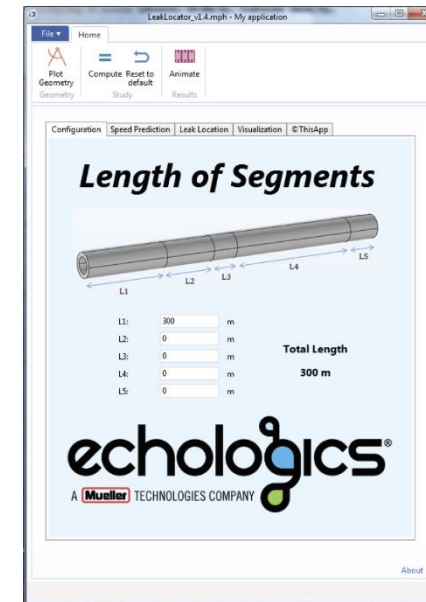 LeakLocator_v1.4.mph - My application
File ▾ Home
Plot Geometry
Compute
Reset to default
Animate
Geometry
Study
Results
Configuration Speed Prediction Leak Location Visualization ©ThisApp
Length of Segments
L1 L2 L3 L4 L5
L1: 300 m
L2: 0 m
L3: 0 m
L4: 0 m
L5: 0 m
Total Length
300 m
echologics®
A Mueller TECHNOLOGIES COMPANY
About